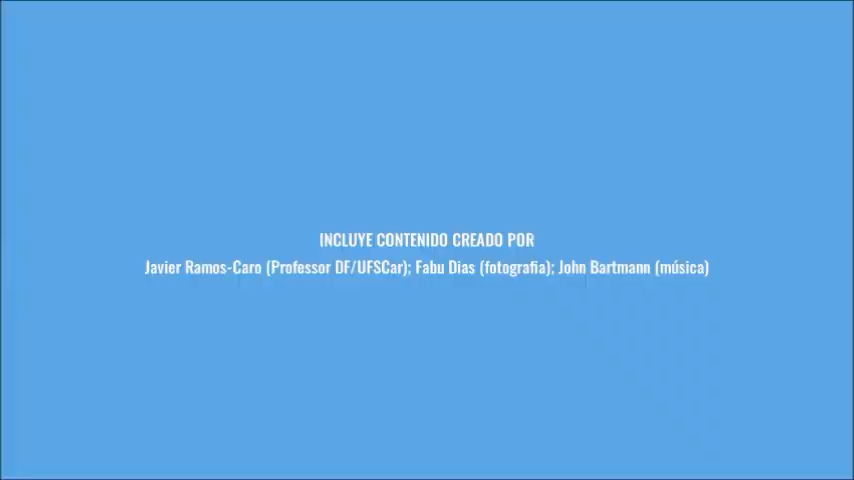 INCLUYE CONTENIDO CREADO POR
Javier Ramos-Caro (Professor DF/UFSCar); Fabu Dias (fotografia); John Bartmann (música)